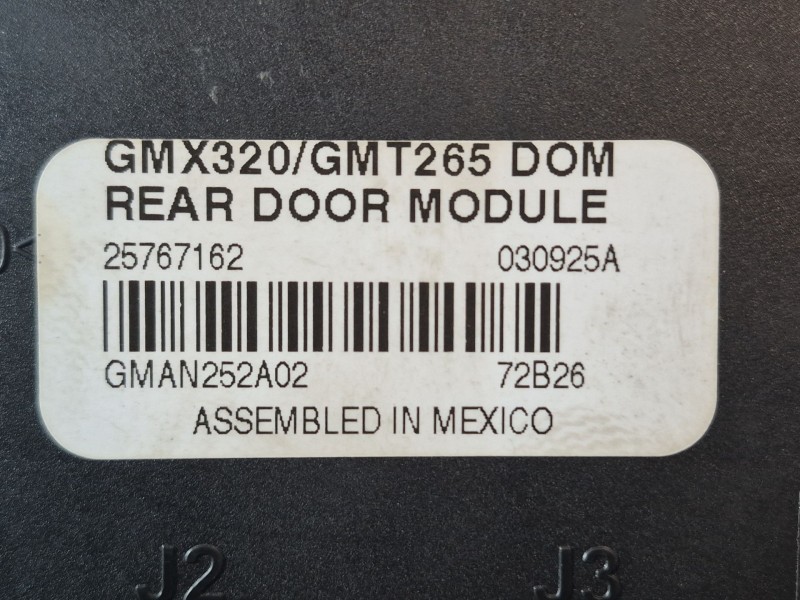 GMX320/GMT265 DOM
REAR DOOR MODULE
25767162 030925A
GMAN252A02 72B26
ASSEMBLED IN MEXICO
J2 J3